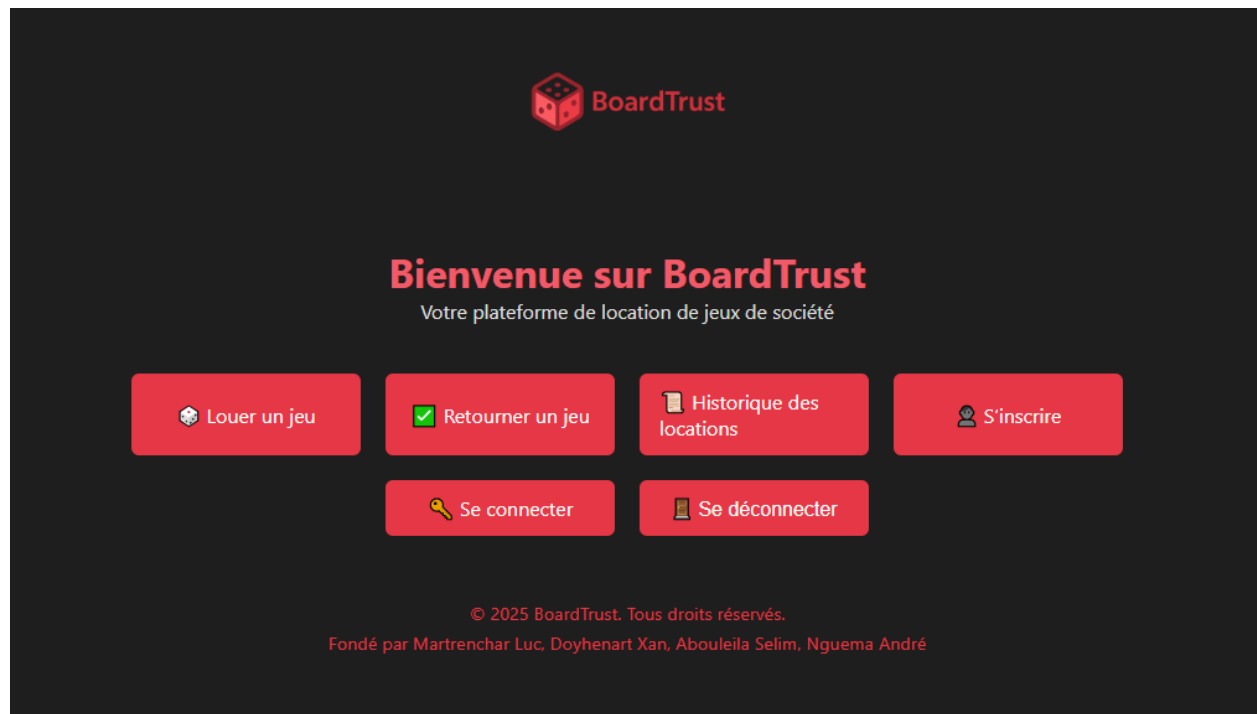 BoardTrust
Bienvenue sur BoardTrust
Votre plateforme de location de jeux de société
🎲 Louer un jeu
✅ Retourner un jeu
📜 Historique des
locations
👤 S'inscrire
🔑 Se connecter
🚪 Se déconnecter
© 2025 BoardTrust. Tous droits réservés.
Fondé par Martrenchar Luc, Doyhenart Xan, Abouleila Selim, Nguema André